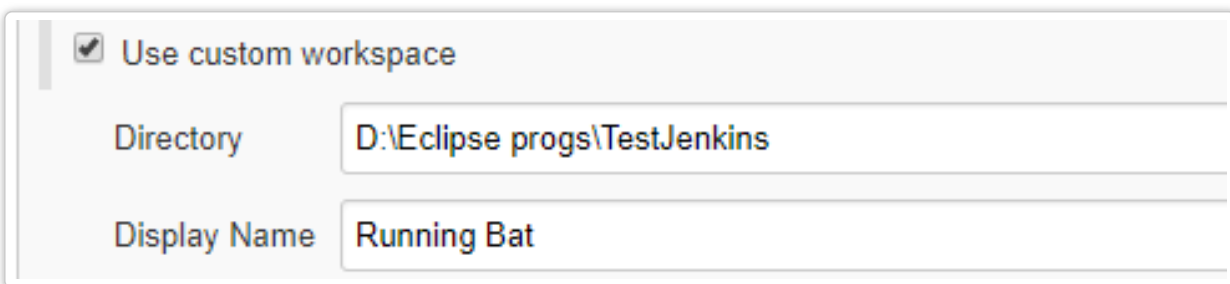 Use custom workspace
Directory D:\Eclipse progs\TestJenkins
Display Name Running Bat